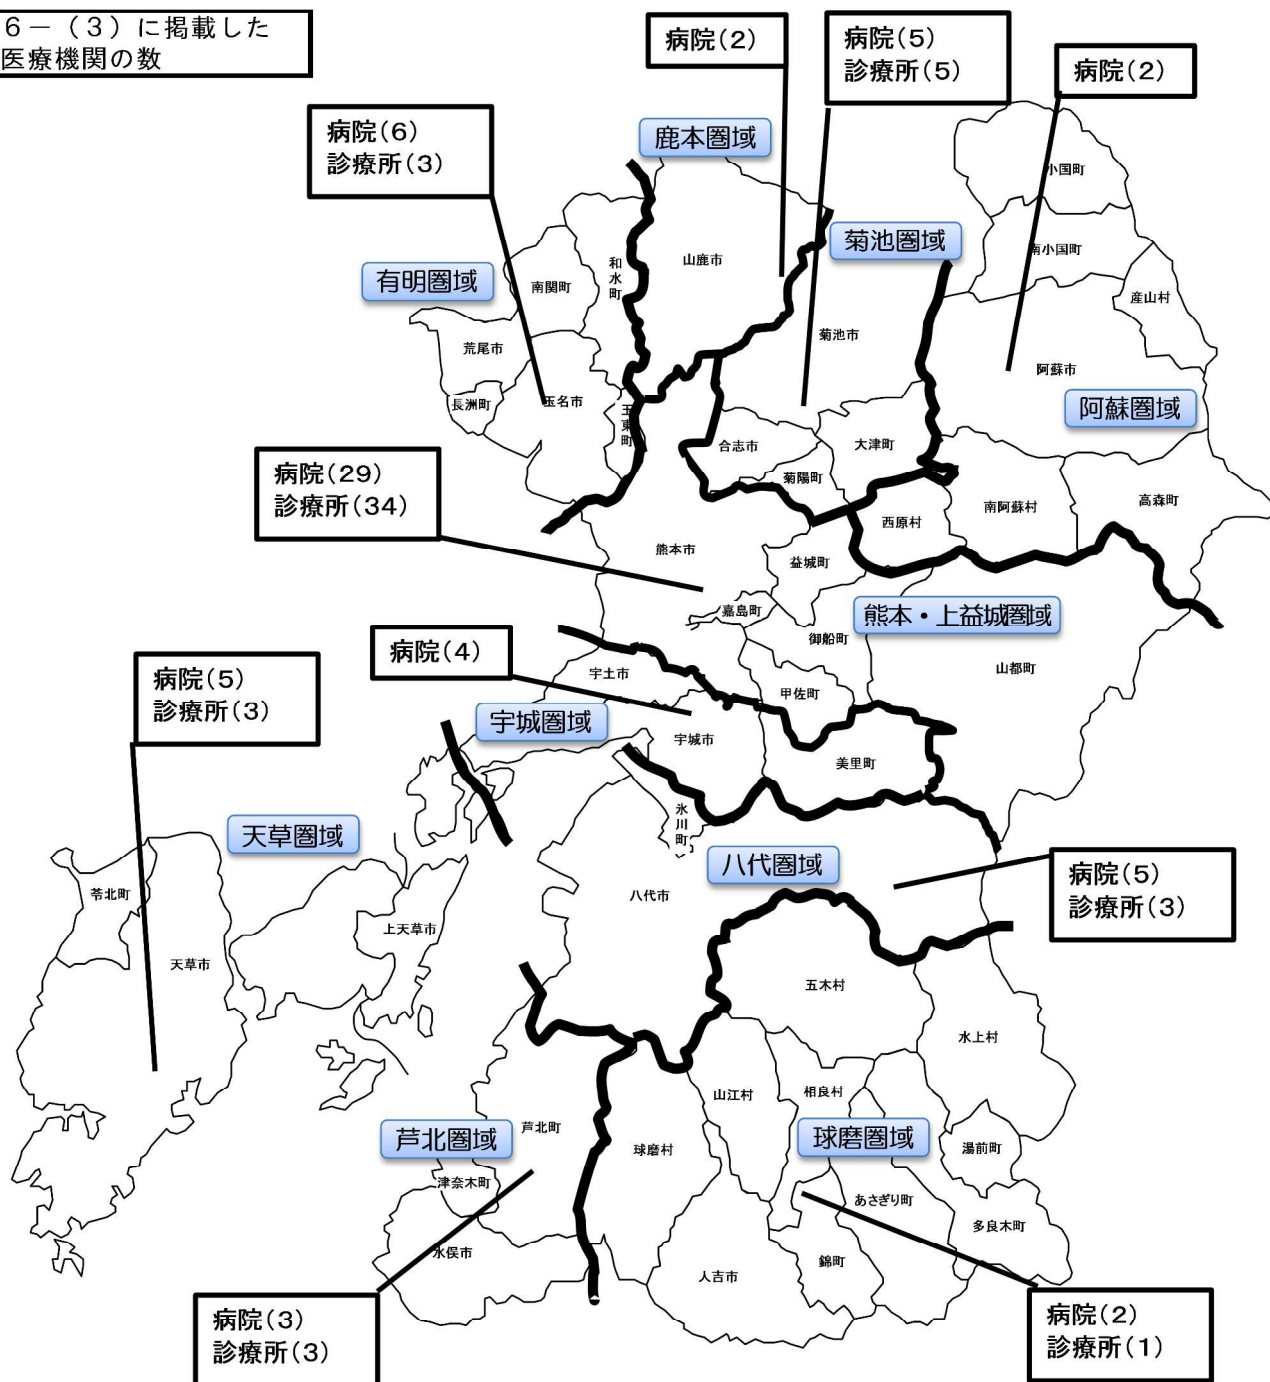 6－（3）に掲載した
医療機関の数
病院(2)
病院(5)
診療所(5)
病院(2)
病院(6)
診療所(3)
鹿本圏域
小国町
菊池圏域
南小国町
山鹿市
和水町
有明圏域
南関町
産山村
菊池市
荒尾市
阿蘇市
長洲町
玉名市
玉東町
阿蘇圏域
合志市
大津町
菊陽町
病院(29)
診療所(34)
西原村
南阿蘇村
高森町
熊本市
益城町
嘉島町
熊本・上益城圏域
御船町
病院(4)
宇土市
山都町
病院(5)
診療所(3)
甲佐町
宇城圏域
宇城市
美里町
氷川町
天草圏域
八代圏域
苓北町
八代市
病院(5)
診療所(3)
上天草市
天草市
五木村
水上村
山江村
相良村
芦北圏域
芦北町
球磨村
球磨圏域
湯前町
津奈木町
あさぎり町
多良木町
水俣市
錦町
人吉市
病院(3)
診療所(3)
病院(2)
診療所(1)